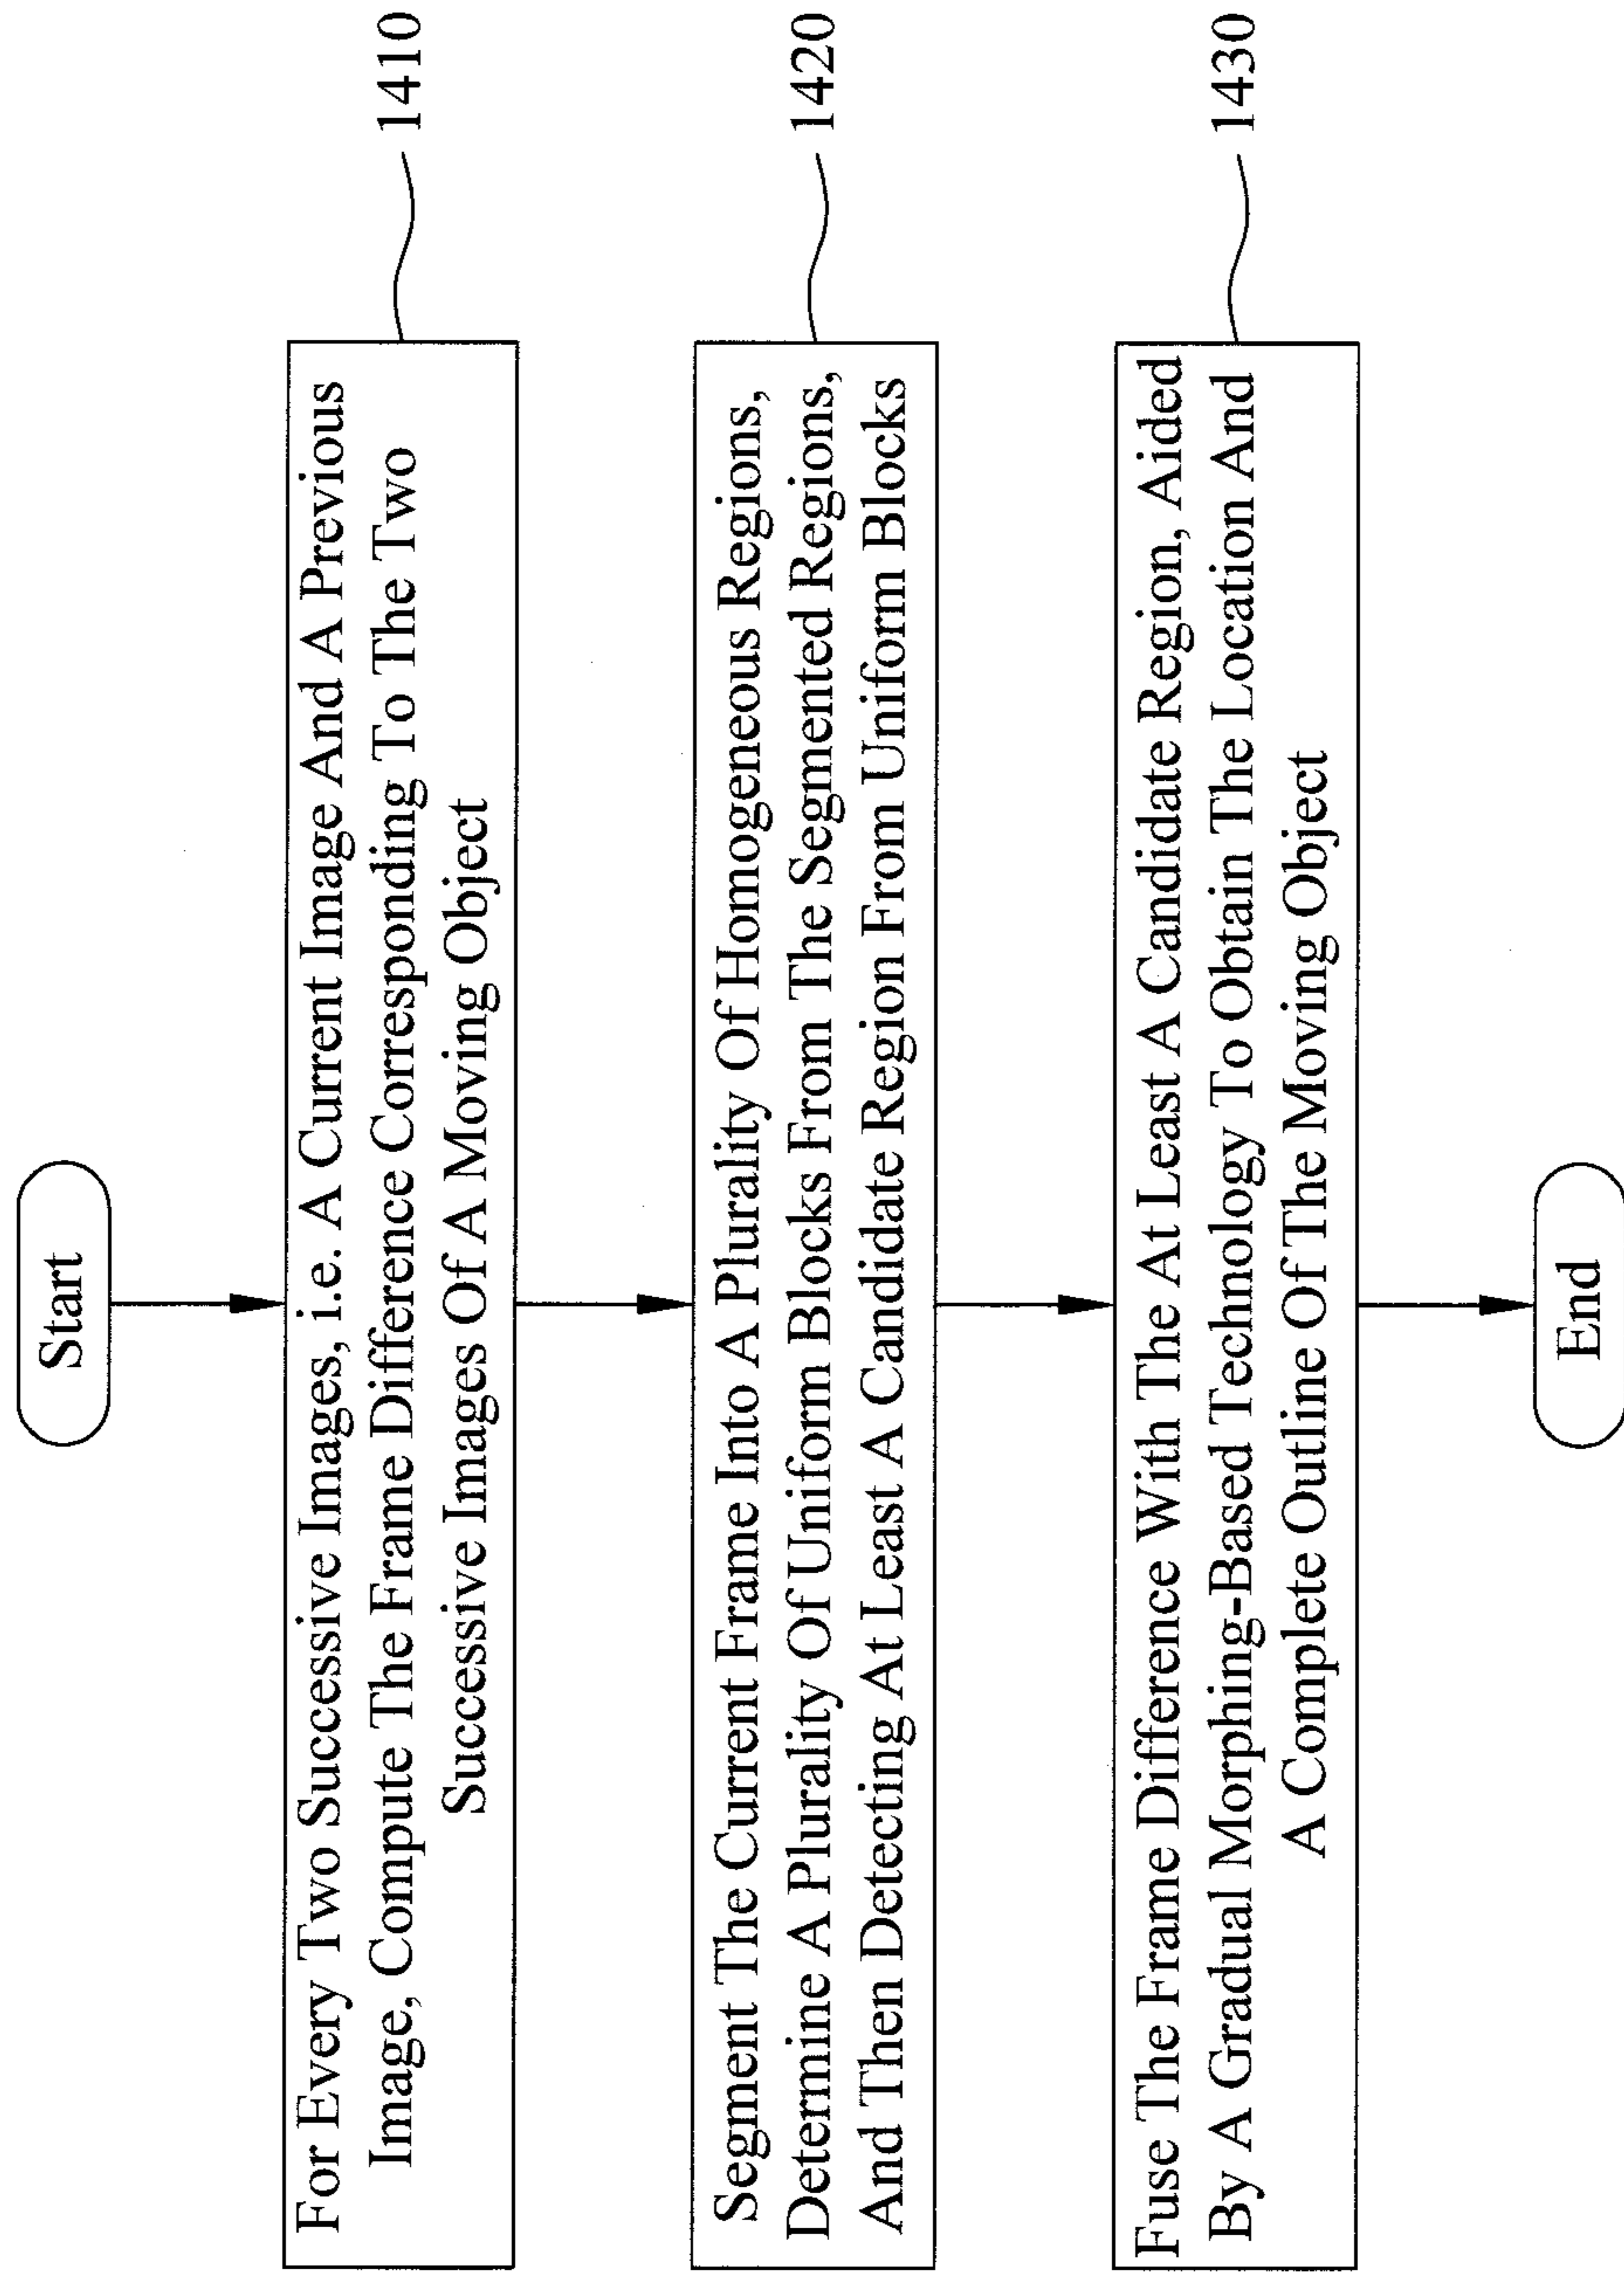 Start
For Every Two Successive Images, i.e. A Current Image And A Previous
Image, Compute The Frame Difference Corresponding To The Two
Successive Images Of A Moving Object
1410
Segment The Current Frame Into A Plurality Of Homogeneous Regions,
Determine A Plurality Of Uniform Blocks From The Segmented Regions,
And Then Detecting At Least A Candidate Region From Uniform Blocks
1420
Fuse The Frame Difference With The At Least A Candidate Region, Aided
By A Gradual Morphing-Based Technology To Obtain The Location And
A Complete Outline Of The Moving Object
1430
End